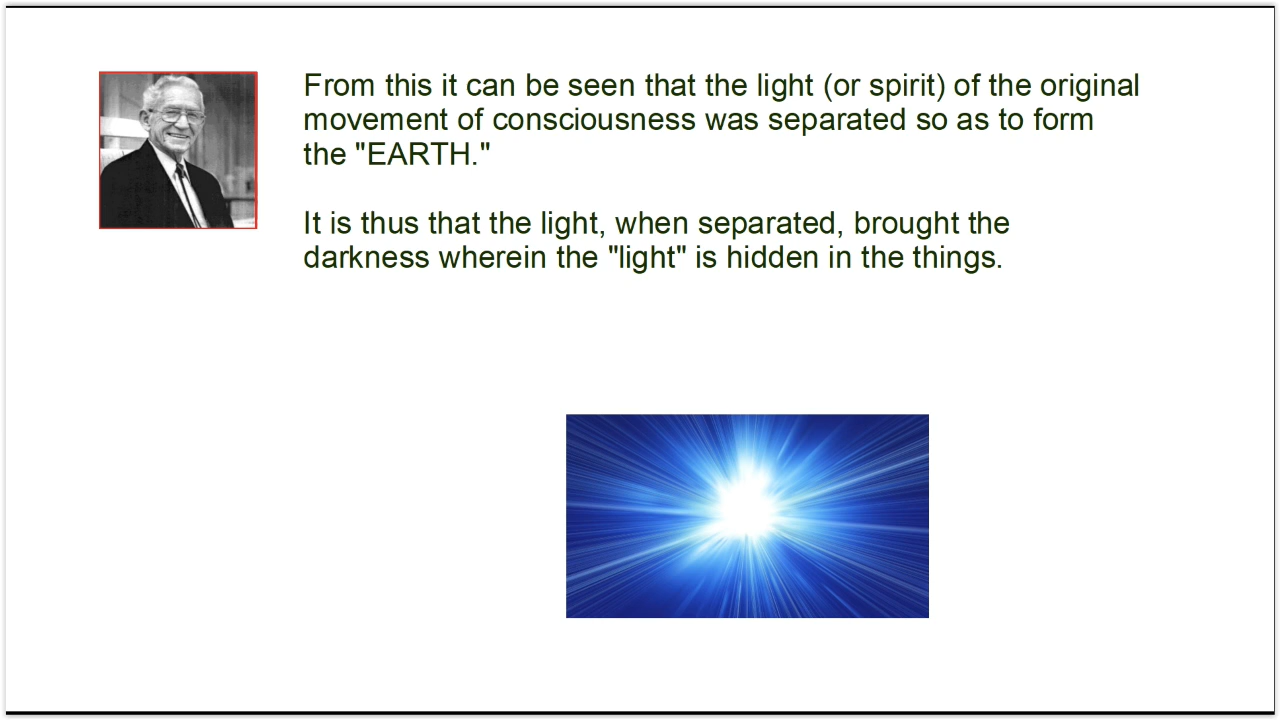 From this it can be seen that the light (or spirit) of the original
movement of consciousness was separated so as to form
the "EARTH."
It is thus that the light, when separated, brought the
darkness wherein the "light" is hidden in the things.